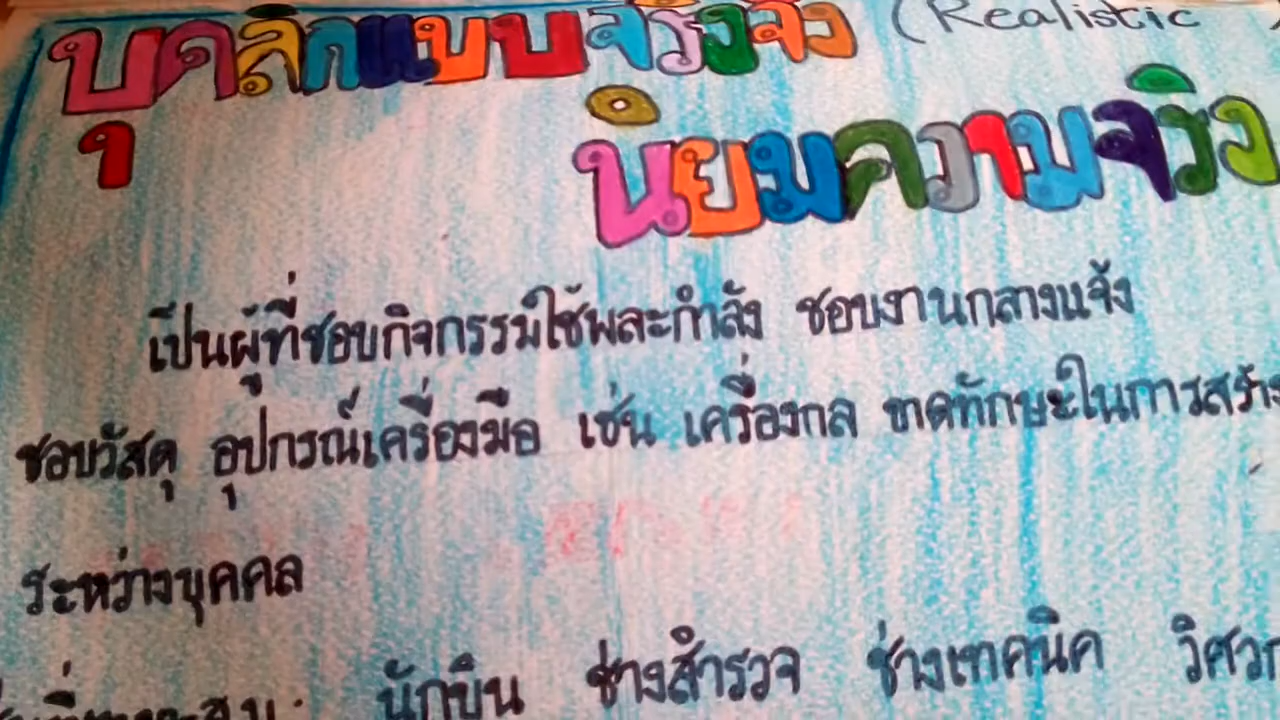 บุคลิกแบบจริงจัง (Realistic
นิยมความจริง
เป็นผู้ที่ชอบกิจกรรมใช้พละกำลัง ชอบงานกลางแจ้ง
ชอบวัสดุ อุปกรณ์เครื่องมือ เช่น เครื่องกล ขาดทักษะในการสร้าง
ระหว่างบุคคล
นักบิน ช่างสำรวจ ช่างเทคนิค